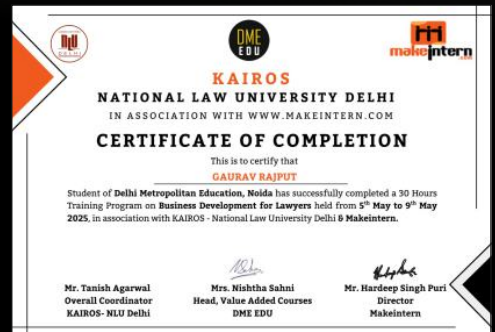 NLU
DELHI
DME
EDU
makeintern
KAIROS
NATIONAL LAW UNIVERSITY DELHI
IN ASSOCIATION WITH WWW.MAKEINTERN.COM
CERTIFICATE OF COMPLETION
This is to certify that
GAURAV RAJPUT
Student of Delhi Metropolitan Education, Noida has successfully completed a 30 Hours
Training Program on Business Development for Lawyers held from 5th May to 9th May
2025, in association with KAIROS - National Law University Delhi & Makeintern.
Mr. Tanish Agarwal
Overall Coordinator
KAIROS- NLU Delhi
Mrs. Nishtha Sahni
Head, Value Added Courses
DME EDU
Mr. Hardeep Singh Puri
Director
Makeintern